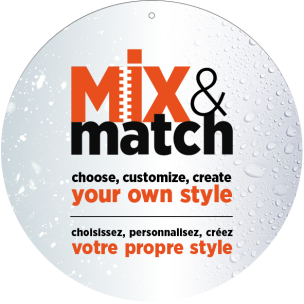 Mix &
match
choose, customize, create
your own style
choisissez, personnalisez, créez
votre propre style